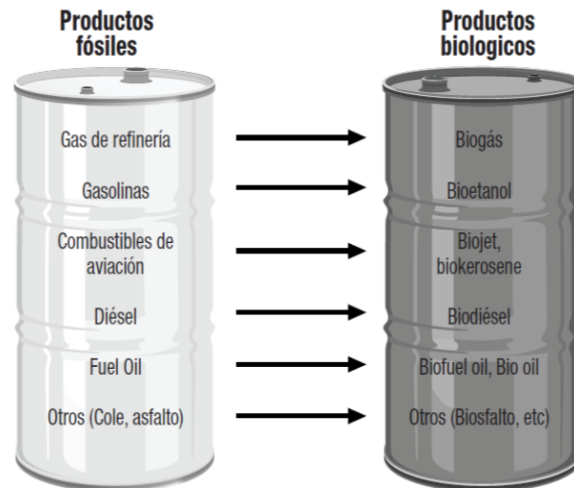 Productos
fósiles
Productos
biologicos
Gas de refinería
Biogás
Gasolinas
Bioetanol
Combustibles de
aviación
Biojet,
biokerosene
Diésel
Biodiésel
Fuel Oil
Biofuel oil, Bio oil
Otros (Cole, asfalto)
Otros (Biosfalto, etc)